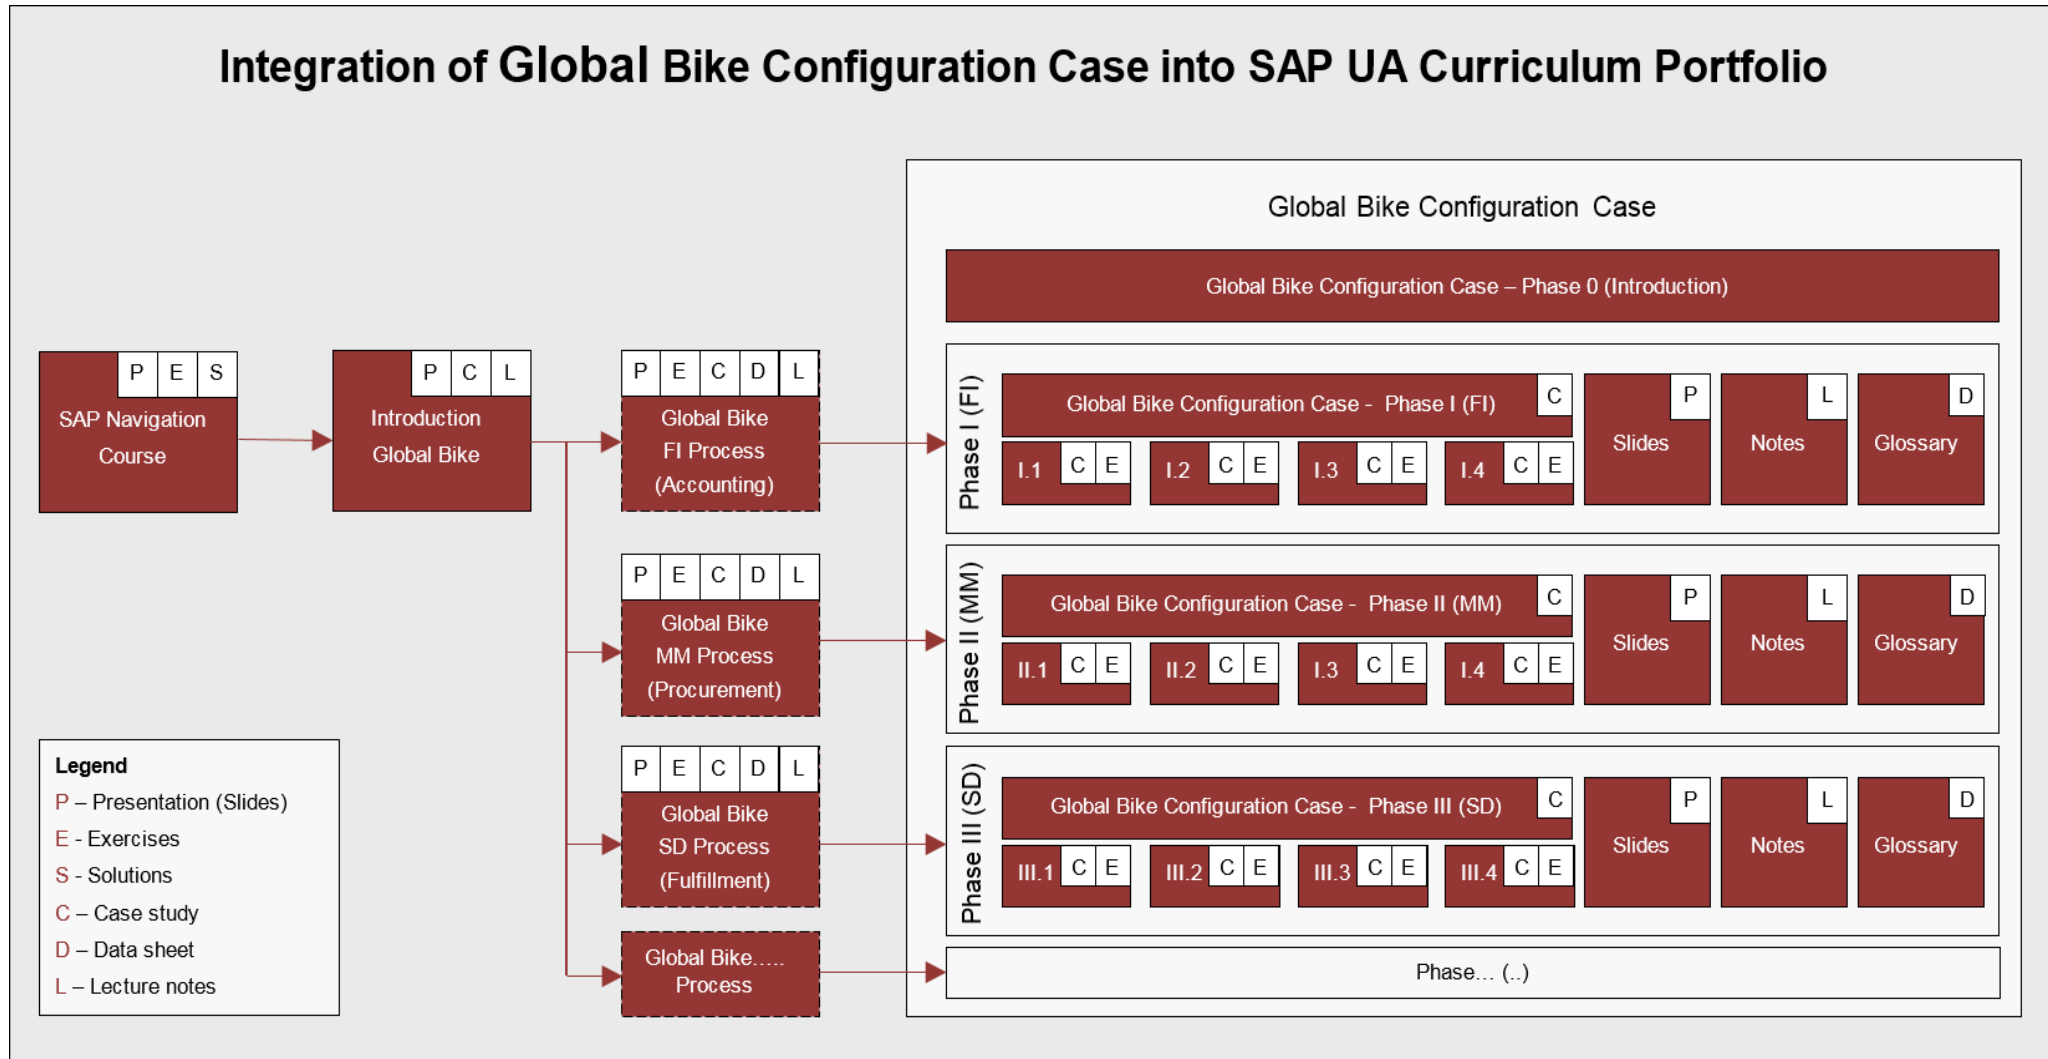 Integration of Global Bike Configuration Case into SAP UA Curriculum Portfolio
P E S
SAP Navigation
Course
P C L
Introduction
Global Bike
P E C D L
Global Bike
FI Process
(Accounting)
P E C D L
Global Bike
MM Process
(Procurement)
P E C D L
Global Bike
SD Process
(Fulfillment)
Global Bike.....
Process
Global Bike Configuration Case
Global Bike Configuration Case – Phase 0 (Introduction)
Phase I (FI)
Global Bike Configuration Case - Phase I (FI) C
I.1 C E
I.2 C E
I.3 C E
I.4 C E
P
Slides
L
Notes
D
Glossary
Phase II (MM)
Global Bike Configuration Case - Phase II (MM) C
II.1 C E
II.2 C E
I.3 C E
I.4 C E
P
Slides
L
Notes
D
Glossary
Phase III (SD)
Global Bike Configuration Case - Phase III (SD) C
III.1 C E
III.2 C E
III.3 C E
III.4 C E
P
Slides
L
Notes
D
Glossary
Phase... (..)
Legend
P – Presentation (Slides)
E - Exercises
S - Solutions
C – Case study
D – Data sheet
L – Lecture notes